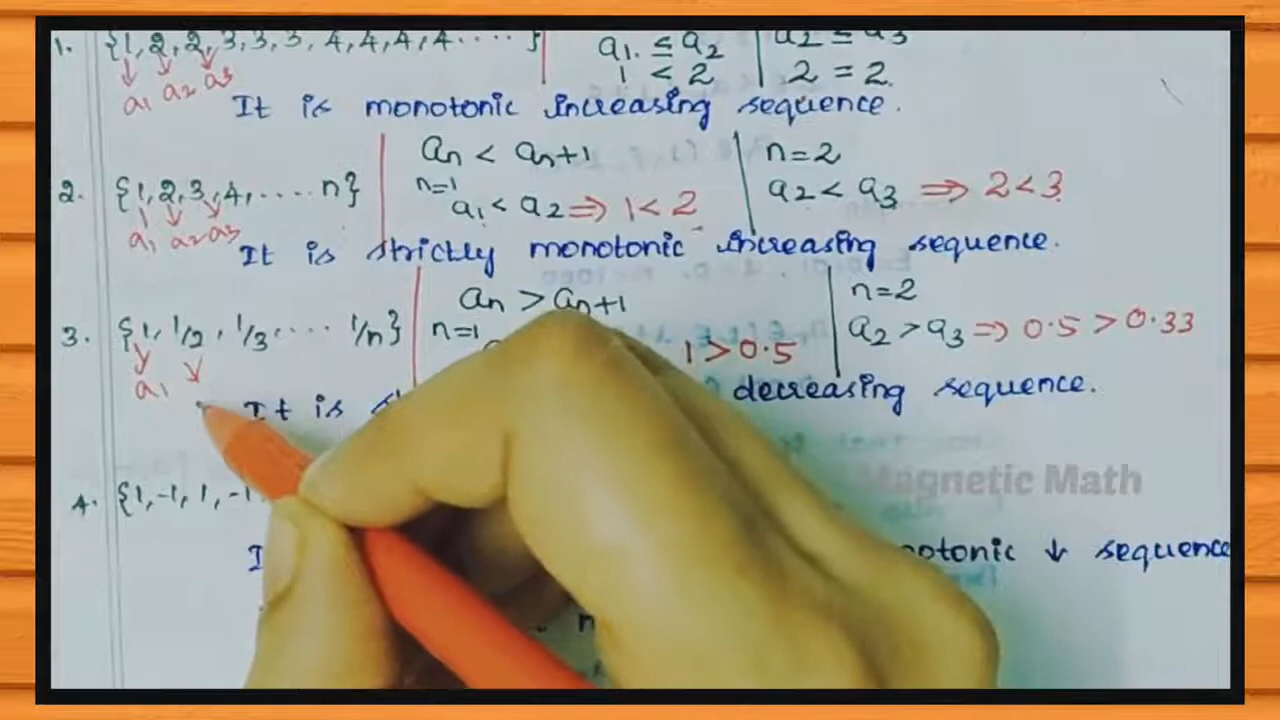 1. {1, 2, 2, 3, 3, 3, 4, 4, 4, 4 . . . . } a1. ≤ a2 a2 ≤ a3
a1 a2 a3 1 < 2 2 = 2.
It is monotonic increasing sequence.
an < an+1 n=2
2. {1, 2, 3, 4, . . . . n} n=1 a1 < a2 ⇒ 1 < 2 a2 < a3 ⇒ 2 < 3.
a1 a2 a3
It is strictly monotonic increasing sequence.
an > an+1 n=2
3. {1, 1/2, 1/3, . . . 1/n} n=1 1 > 0.5 a2 > a3 ⇒ 0.5 > 0.33
a1
It is decreasing sequence.
Magnetic Math
4. {1, -1, 1, -1
↓ sequence